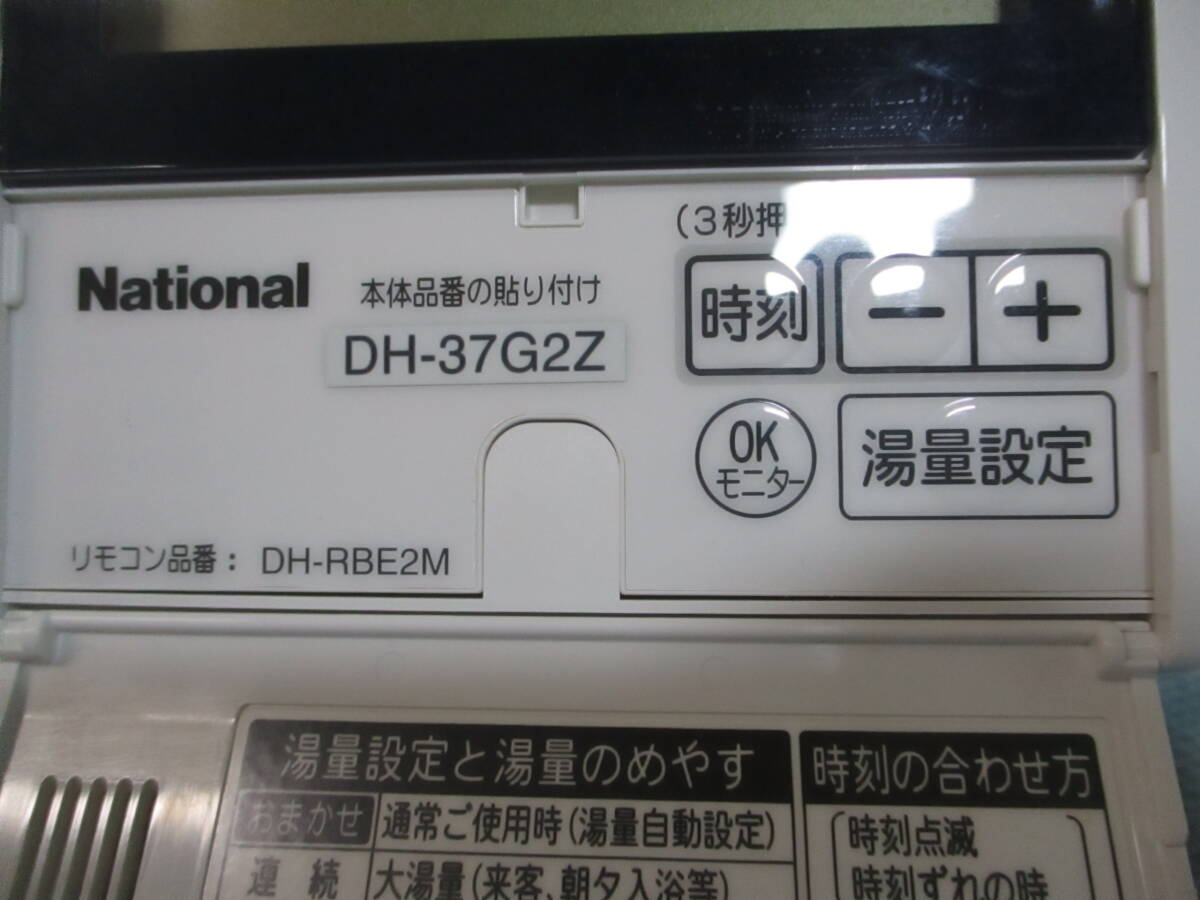 (3秒押
National
本体品番の貼り付け
DH-37G2Z
時刻
− +
OK
モニター
湯量設定
リモコン品番： DH-RBE2M
湯量設定と湯量のめやす
おまかせ 通常ご使用時(湯量自動設定)
連続 大湯量(来客、朝夕入浴等)
時刻の合わせ方
時刻点滅
時刻ずれの時